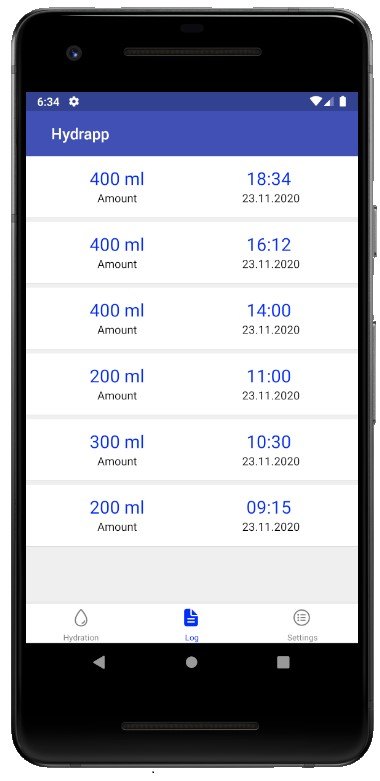 6:34
Hydrapp
400 ml 18:34
Amount 23.11.2020
400 ml 16:12
Amount 23.11.2020
400 ml 14:00
Amount 23.11.2020
200 ml 11:00
Amount 23.11.2020
300 ml 10:30
Amount 23.11.2020
200 ml 09:15
Amount 23.11.2020
Hydration Log Settings